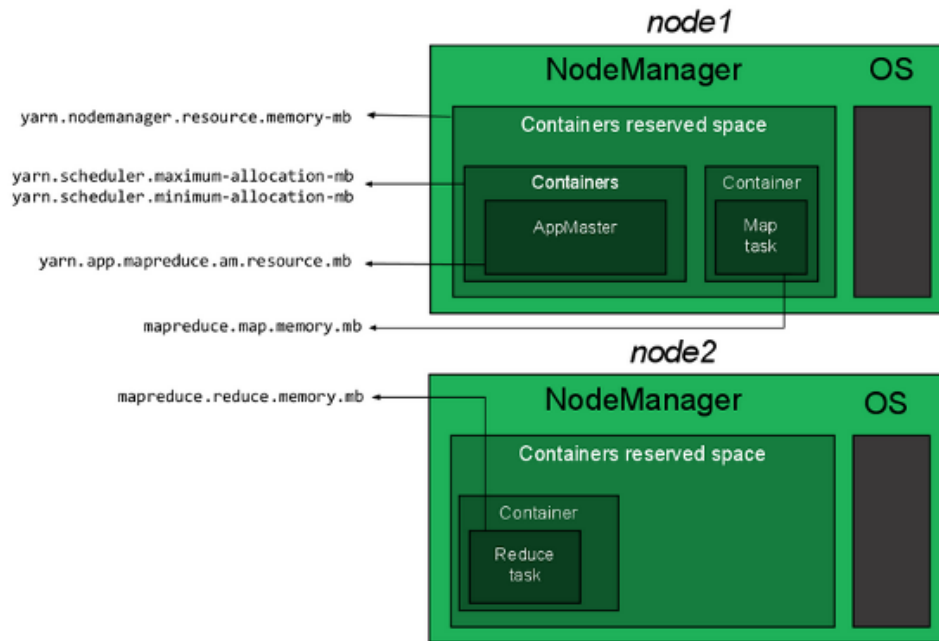 node1
NodeManager
OS
yarn.nodemanager.resource.memory-mb
Containers reserved space
yarn.scheduler.maximum-allocation-mb
yarn.scheduler.minimum-allocation-mb
Containers
Container
AppMaster
Map
task
yarn.app.mapreduce.am.resource.mb
mapreduce.map.memory.mb
node2
mapreduce.reduce.memory.mb
NodeManager
OS
Containers reserved space
Container
Reduce
task